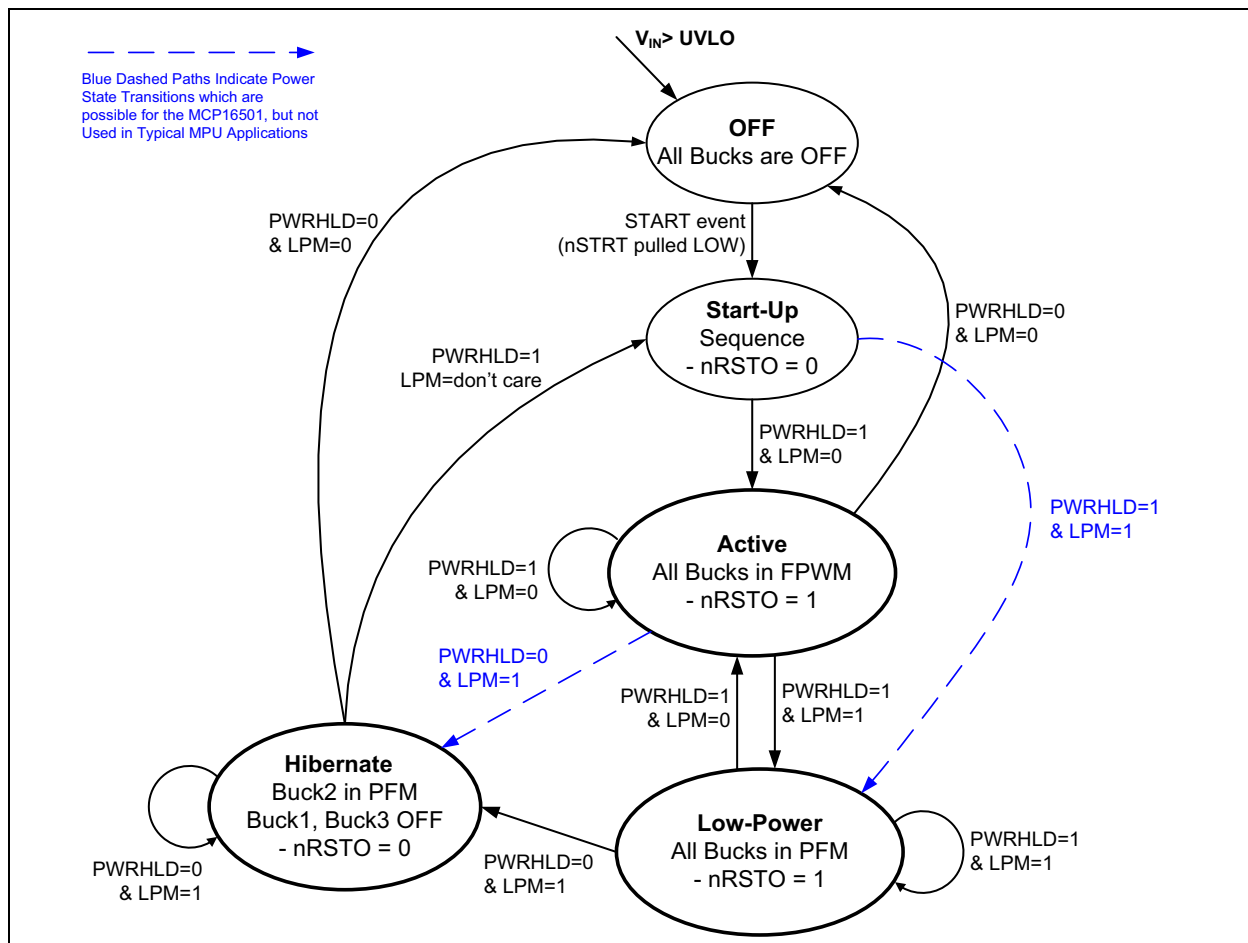 V_IN> UVLO
Blue Dashed Paths Indicate Power
State Transitions which are
possible for the MCP16501, but not
Used in Typical MPU Applications
OFF
All Bucks are OFF
PWRHLD=0
& LPM=0
START event
(nSTRT pulled LOW)
Start-Up
Sequence
- nRSTO = 0
PWRHLD=0
& LPM=0
PWRHLD=1
LPM=don't care
PWRHLD=1
& LPM=0
PWRHLD=1
& LPM=1
Active
All Bucks in FPWM
- nRSTO = 1
PWRHLD=1
& LPM=0
PWRHLD=0
& LPM=1
PWRHLD=1
& LPM=0
PWRHLD=1
& LPM=1
Hibernate
Buck2 in PFM
Buck1, Buck3 OFF
- nRSTO = 0
Low-Power
All Bucks in PFM
- nRSTO = 1
PWRHLD=1
& LPM=1
PWRHLD=0
& LPM=1
PWRHLD=0
& LPM=1